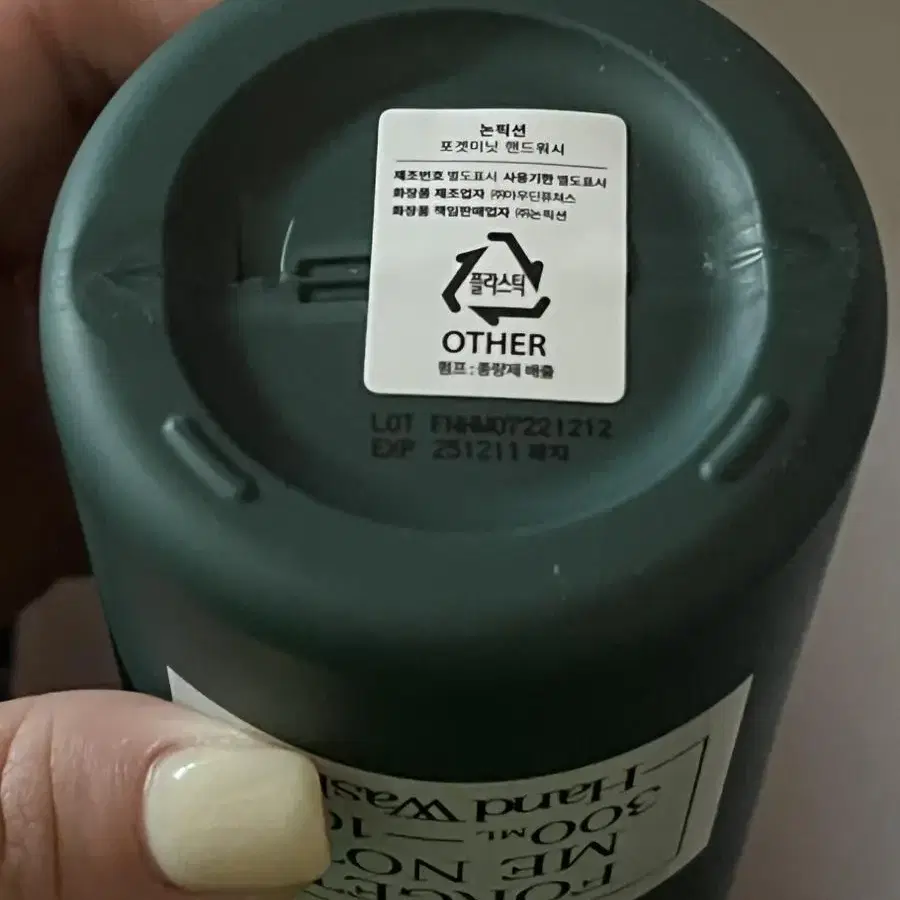 논픽션
포겟미낫 핸드워시
제조번호 별도표시 사용기한 별도표시
화장품 제조업자 ㈜아우딘퓨쳐스
화장품 책임판매업자 ㈜논픽션
플라스틱
OTHER
펌프 : 종량제 배출
LOT FNHM07221212
EXP 251211 까지
Hand Wash
300ML — 10
ME NOT
FORGET